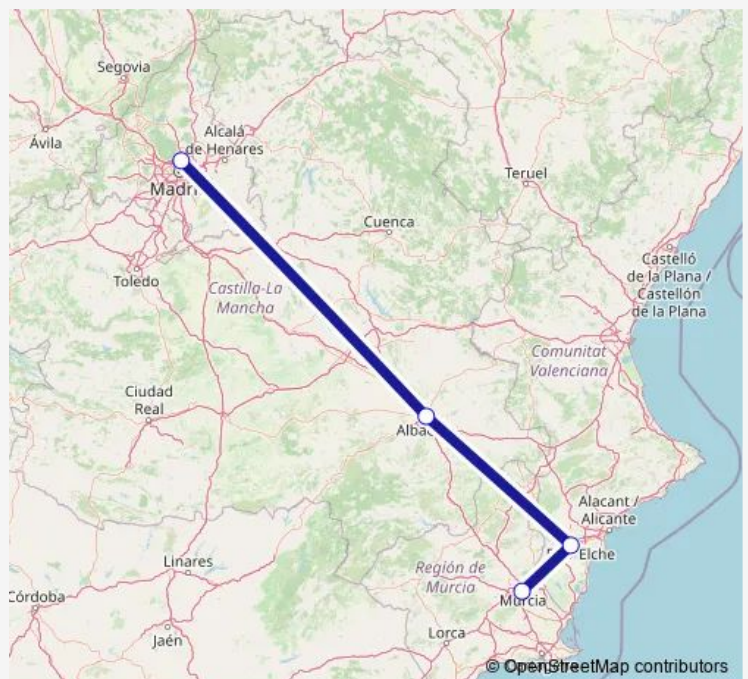 Segovia
Ávila
Alcalá
de Henares
Madri
Teruel
Cuenca
Toledo
Castelló
de la Plana /
Castellón
de la Plana
Castilla-La
Mancha
Comunitat
Valenciana
Ciudad
Real
Albac
Alacant /
Alicante
Elche
Linares
Región de
Murcia
Murcia
Córdoba
Jaén
Lorca
© OpenStreetMap contributors